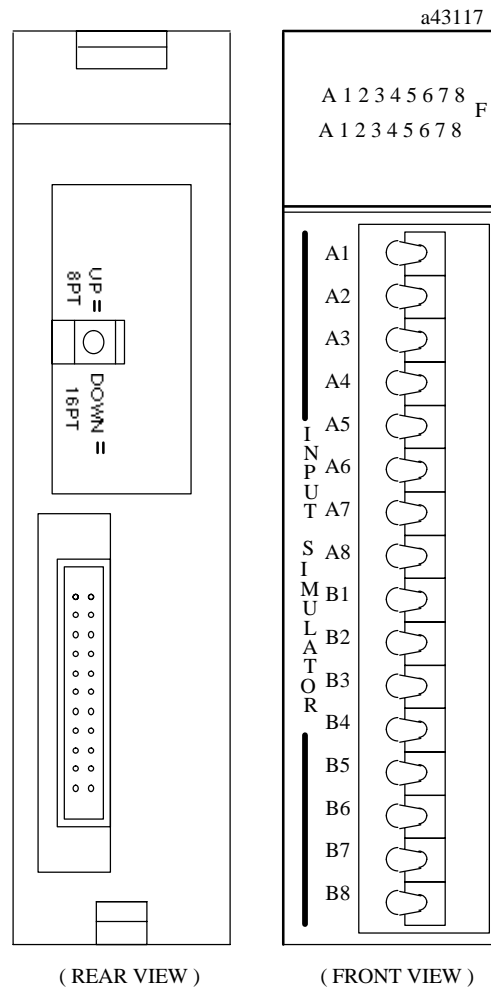 a43117
A 1 2 3 4 5 6 7 8
F
A 1 2 3 4 5 6 7 8
UP =
8PT
DOWN =
16PT
INPUT SIMULATOR
A1
A2
A3
A4
A5
A6
A7
A8
B1
B2
B3
B4
B5
B6
B7
B8
( REAR VIEW )
( FRONT VIEW )